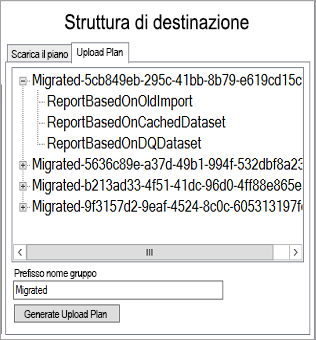 Struttura di destinazione
Scarica il piano
Upload Plan
Migrated-5cb849eb-295c-41bb-8b79-e619cd15c
ReportBasedOnOldImport
ReportBasedOnCachedDataset
ReportBasedOnDQDataset
Migrated-5636c89e-a37d-49b1-994f-532dbf8a23
Migrated-b213ad33-4f51-41dc-96d0-4ff88e865e
Migrated-9f3157d2-9eaf-4524-8c0c-605313197f
Prefisso nome gruppo
Migrated
Generate Upload Plan